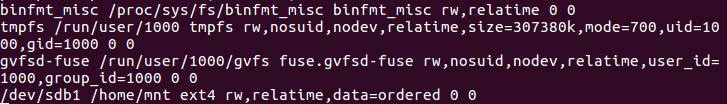 binfmt_misc /proc/sys/fs/binfmt_misc binfmt_misc rw,relatime 0 0
tmpfs /run/user/1000 tmpfs rw,nosuid,nodev,relatime,size=307380k,mode=700,uid=10
00,gid=1000 0 0
gvfsd-fuse /run/user/1000/gvfs fuse.gvfsd-fuse rw,nosuid,nodev,relatime,user_id=
1000,group_id=1000 0 0
/dev/sdb1 /home/mnt ext4 rw,relatime,data=ordered 0 0